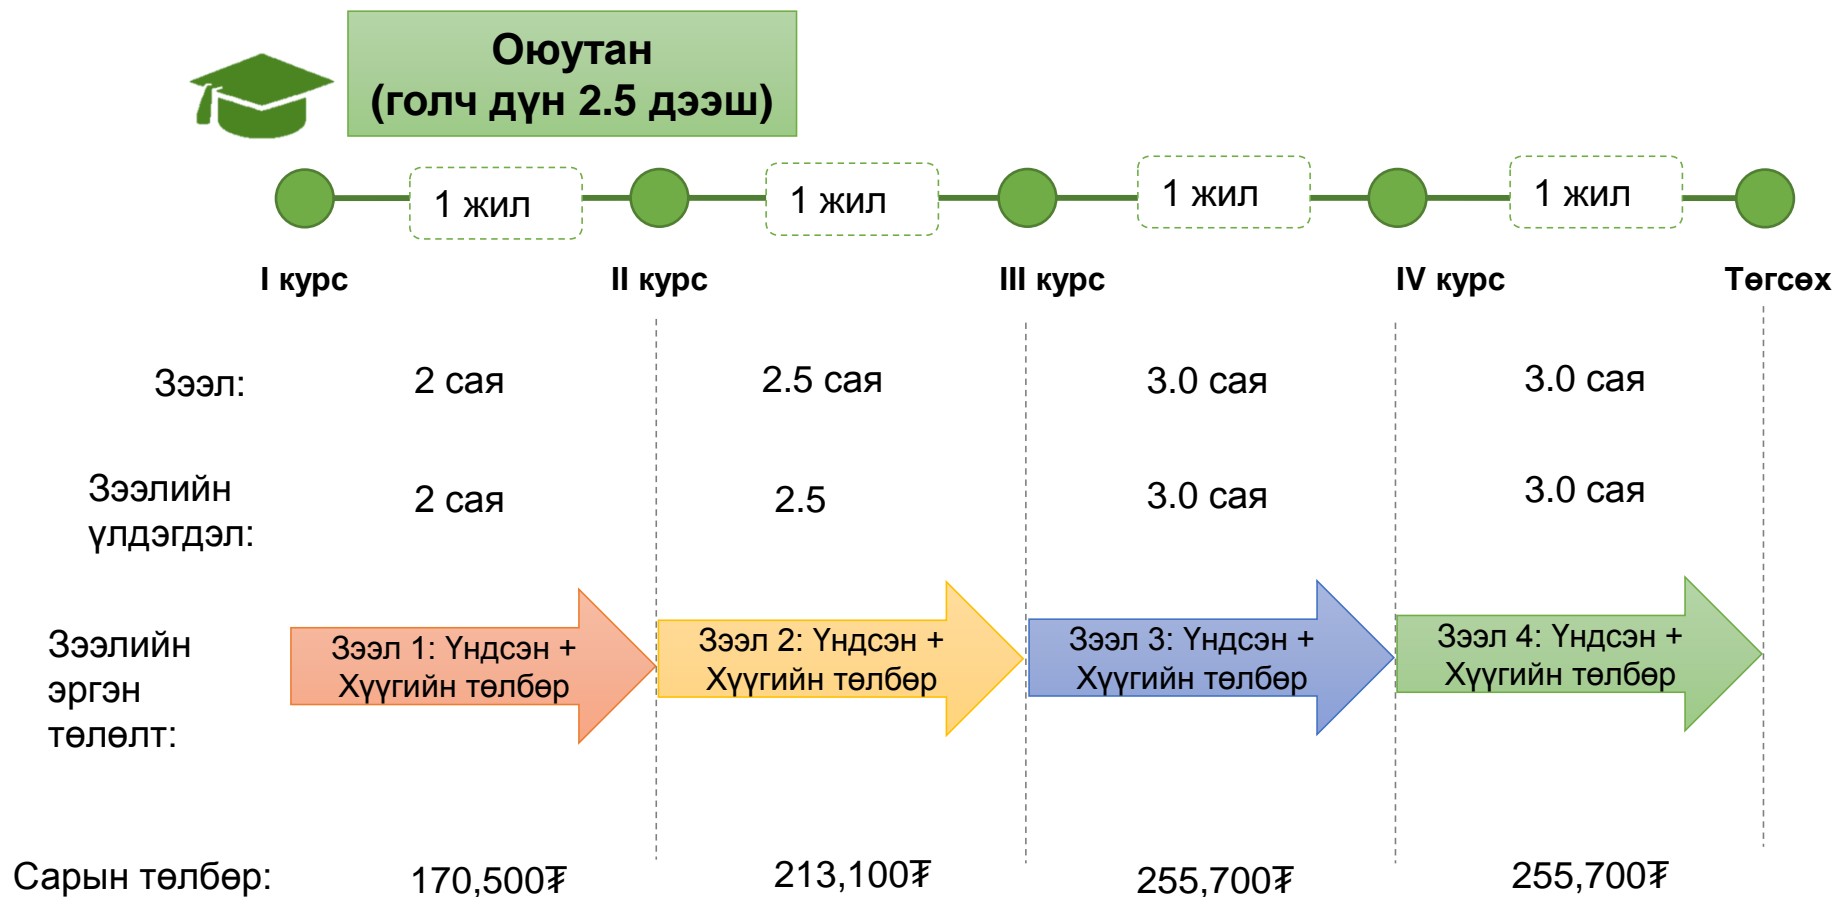 Оюутан
(голч дүн 2.5 дээш)
1 жил
1 жил
1 жил
1 жил
I курс
II курс
III курс
IV курс
Төгсөх
Зээл:
2 сая
2.5 сая
3.0 сая
3.0 сая
Зээлийн
үлдэгдэл:
2 сая
2.5
3.0 сая
3.0 сая
Зээлийн
эргэн
төлөлт:
Зээл 1: Үндсэн +
Хүүгийн төлбөр
Зээл 2: Үндсэн +
Хүүгийн төлбөр
Зээл 3: Үндсэн +
Хүүгийн төлбөр
Зээл 4: Үндсэн +
Хүүгийн төлбөр
Сарын төлбөр:
170,500₮
213,100₮
255,700₮
255,700₮